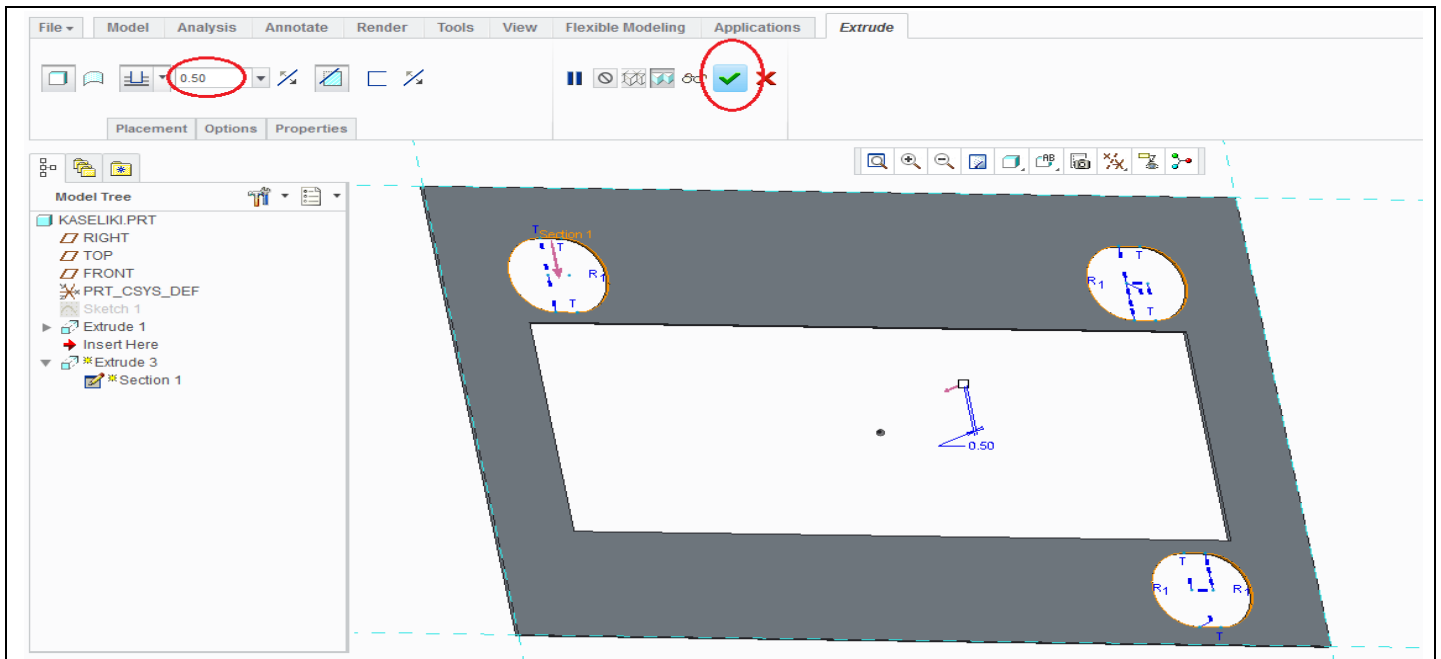 File Model Analysis Annotate Render Tools View Flexible Modeling Applications Extrude
0.50
Placement Options Properties
AB
Model Tree
KASELIKI.PRT
RIGHT
TOP
FRONT
PRT_CSYS_DEF
Sketch 1
Extrude 1
Insert Here
Extrude 3
Section 1
T Section 1
T
R1
T
T
R1
T
0.50
T
R1 R1
T